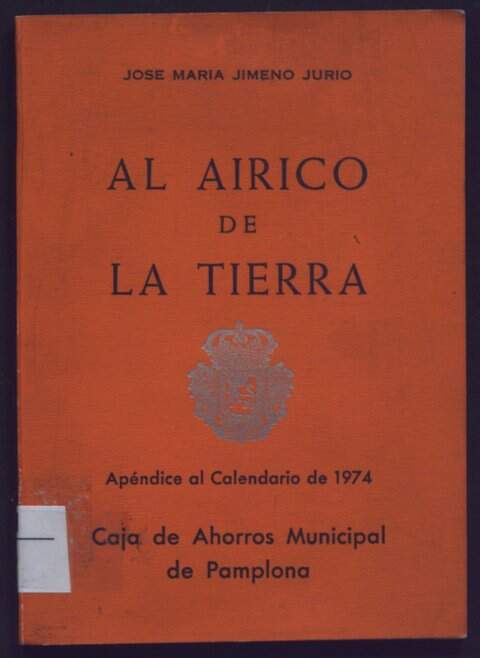 JOSE MARIA JIMENO JURIO
AL AIRICO
DE
LA TIERRA
Apéndice al Calendario de 1974
Caja de Ahorros Municipal
de Pamplona